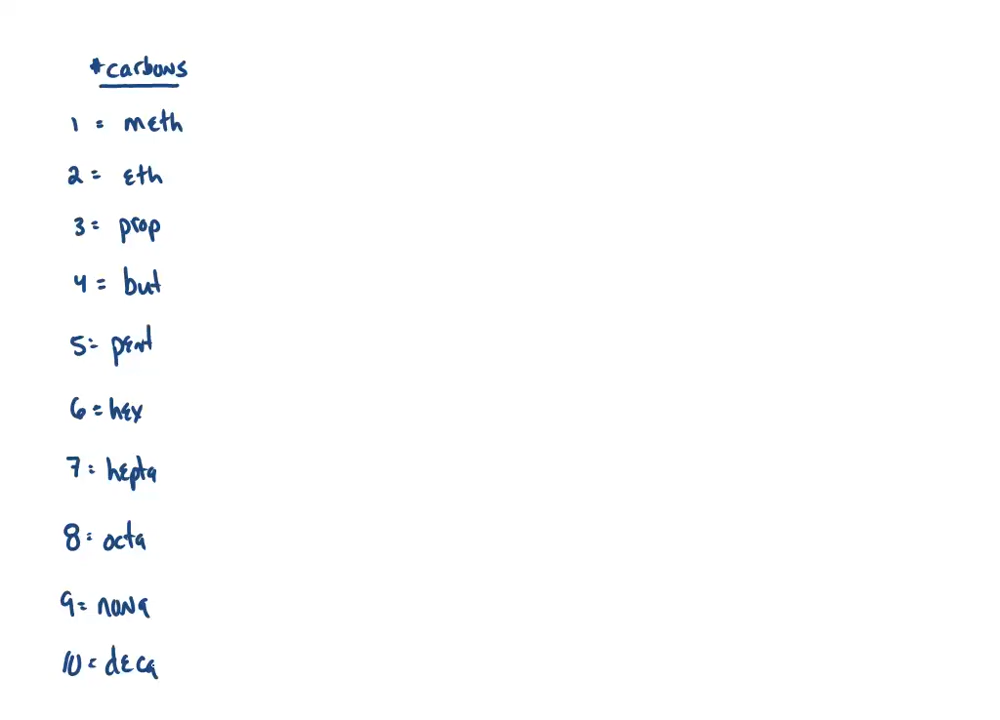 #carbons
1 = meth
2 = eth
3 = prop
4 = but
5 = pent
6 = hex
7 = hepta
8 = octa
9 = nona
10 = deca